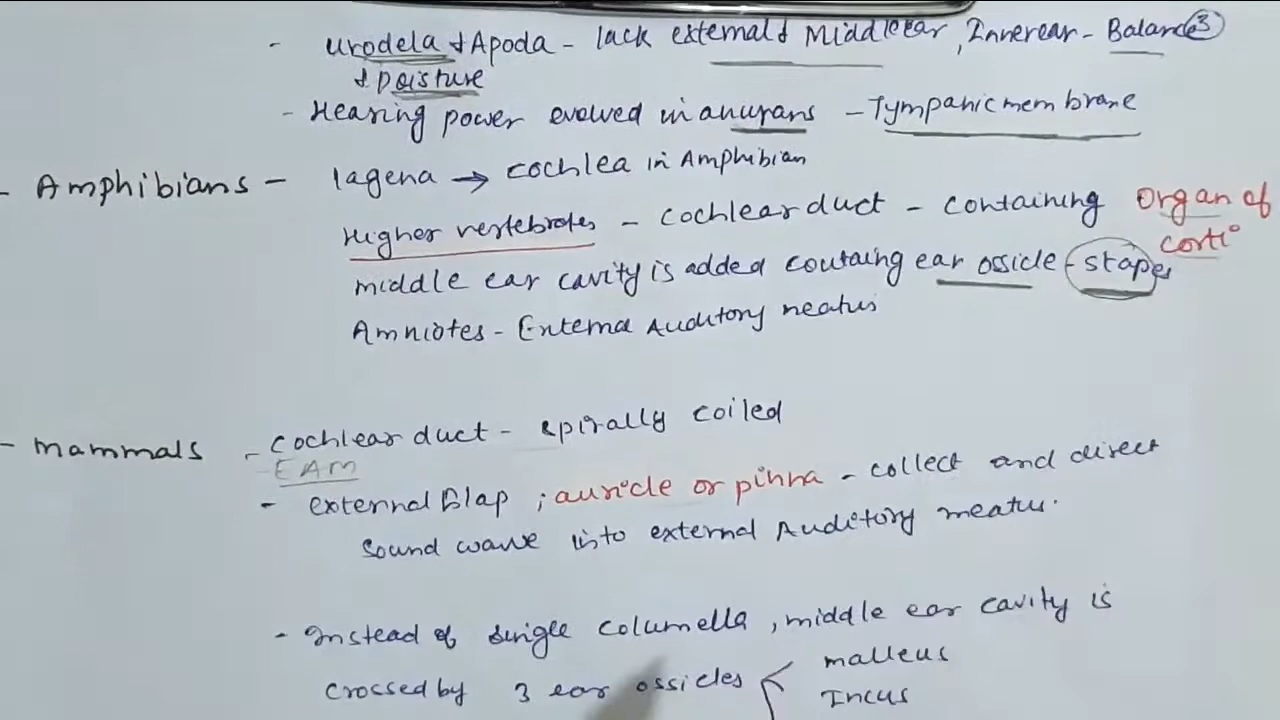 - Urodela & Apoda - lack external & Middle ear, Inner ear - Balance ③
& Poisture
- Hearing power evolved in anurans - Tympanic membrane
- Amphibians - lagena → cochlea in Amphibian
Higher vertebrates - cochlear duct - containing Organ of corti
middle ear cavity is added containg ear ossicle - stapes
Amniotes - External Auditory meatus
- Mammals - Cochlear duct - spirally coiled
EAM
- external flap ; auricle or pinna - collect and direct
sound wave into external Auditory meatus.
- Instead of single columella, middle ear cavity is
crossed by 3 ear ossicles < malleus
Incus